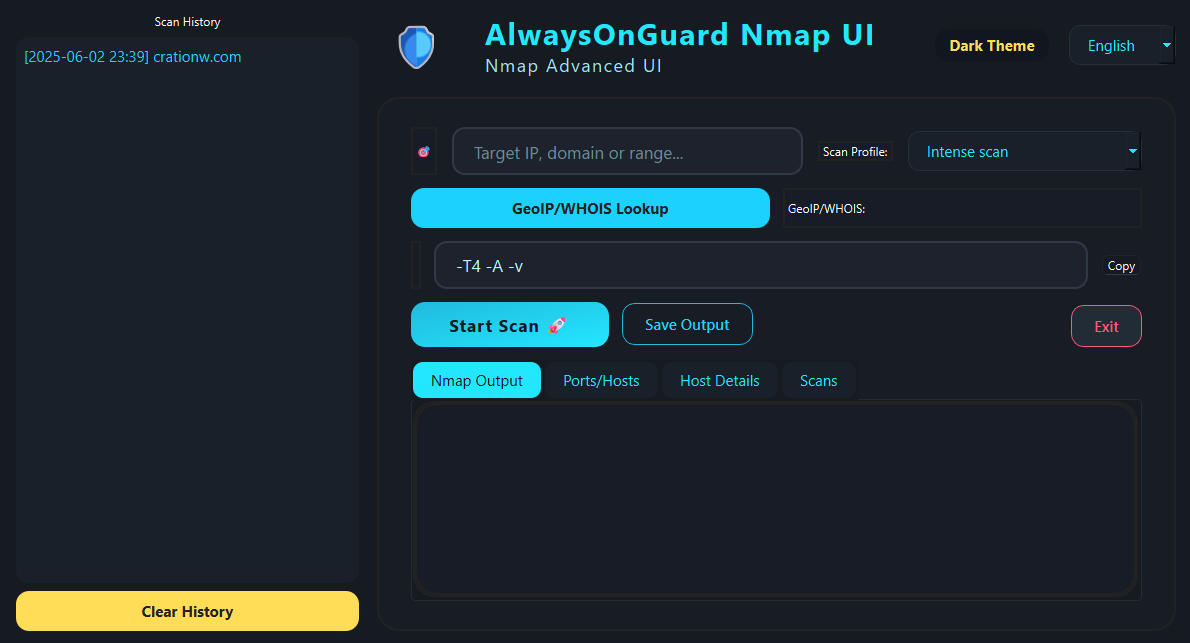 Scan History
[2025-06-02 23:39] crationw.com
Clear History
AlwaysOnGuard Nmap UI
Nmap Advanced UI
Dark Theme
English
Target IP, domain or range...
Scan Profile:
Intense scan
GeoIP/WHOIS Lookup
GeoIP/WHOIS:
-T4 -A -v
Copy
Start Scan 🚀
Save Output
Exit
Nmap Output
Ports/Hosts
Host Details
Scans